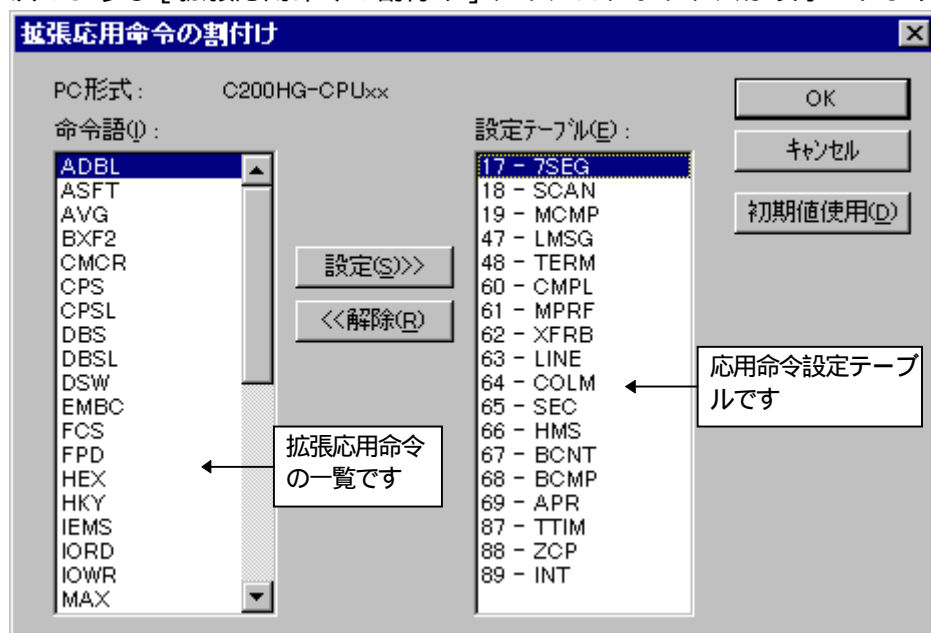 拡張応用命令の割付け
PC形式： C200HG-CPUxx
命令語(I)：
ADBL
ASFT
AVG
BXF2
CMCR
CPS
CPSL
DBS
DBSL
DSW
EMBC
FCS
FPD
HEX
HKY
IEMS
IORD
IOWR
MAX
拡張応用命令
の一覧です
設定(S)>>
<<解除(R)
設定テーブル(E)：
17 - 7SEG
18 - SCAN
19 - MCMP
47 - LMSG
48 - TERM
60 - CMPL
61 - MPRF
62 - XFRB
63 - LINE
64 - COLM
65 - SEC
66 - HMS
67 - BCNT
68 - BCMP
69 - APR
87 - TTIM
88 - ZCP
89 - INT
応用命令設定テーブ
ルです
OK
キャンセル
初期値使用(D)